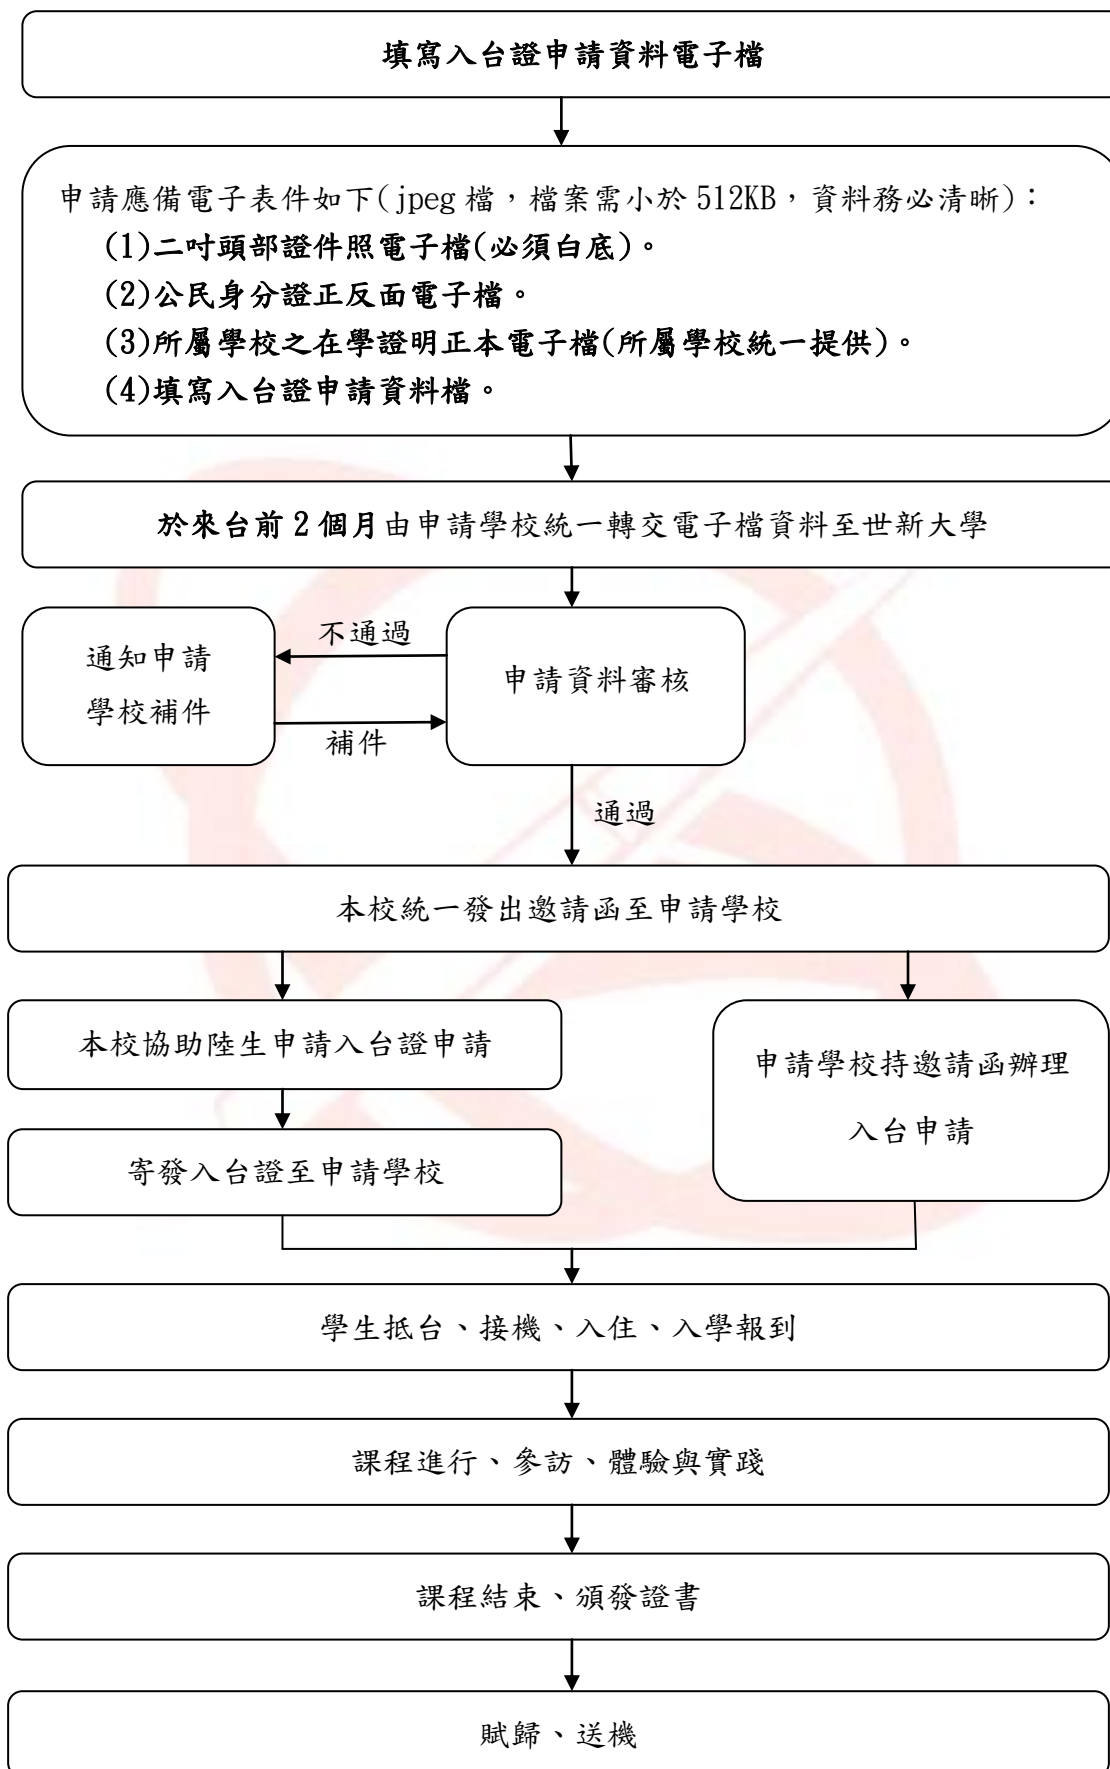 填寫入台證申請資料電子檔
申請應備電子表件如下(jpeg 檔，檔案需小於 512KB，資料務必清晰)：
(1)二吋頭部證件照電子檔(必須白底)。
(2)公民身分證正反面電子檔。
(3)所屬學校之在學證明正本電子檔(所屬學校統一提供)。
(4)填寫入台證申請資料檔。
於來台前 2 個月由申請學校統一轉交電子檔資料至世新大學
不通過
通知申請
學校補件
申請資料審核
補件
通過
本校統一發出邀請函至申請學校
本校協助陸生申請入台證申請
申請學校持邀請函辦理
入台申請
寄發入台證至申請學校
學生抵台、接機、入住、入學報到
課程進行、參訪、體驗與實踐
課程結束、頒發證書
賦歸、送機